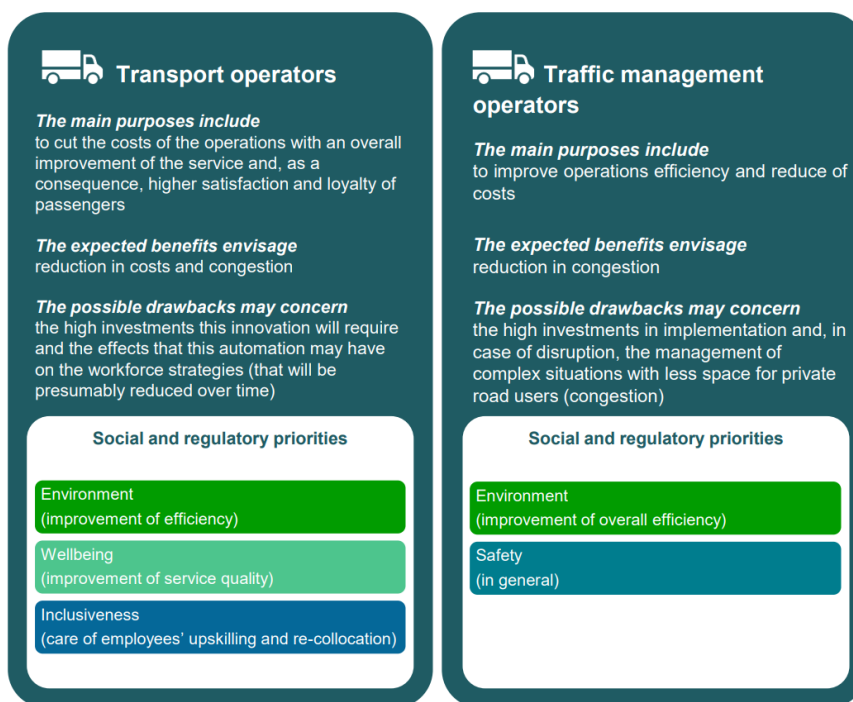 Transport operators
The main purposes include
to cut the costs of the operations with an overall
improvement of the service and, as a
consequence, higher satisfaction and loyalty of
passengers
The expected benefits envisage
reduction in costs and congestion
The possible drawbacks may concern
the high investments this innovation will require
and the effects that this automation may have
on the workforce strategies (that will be
presumably reduced over time)
Social and regulatory priorities
Environment
(improvement of efficiency)
Wellbeing
(improvement of service quality)
Inclusiveness
(care of employees' upskilling and re-collocation)
Traffic management
operators
The main purposes include
to improve operations efficiency and reduce of
costs
The expected benefits envisage
reduction in congestion
The possible drawbacks may concern
the high investments in implementation and, in
case of disruption, the management of
complex situations with less space for private
road users (congestion)
Social and regulatory priorities
Environment
(improvement of overall efficiency)
Safety
(in general)